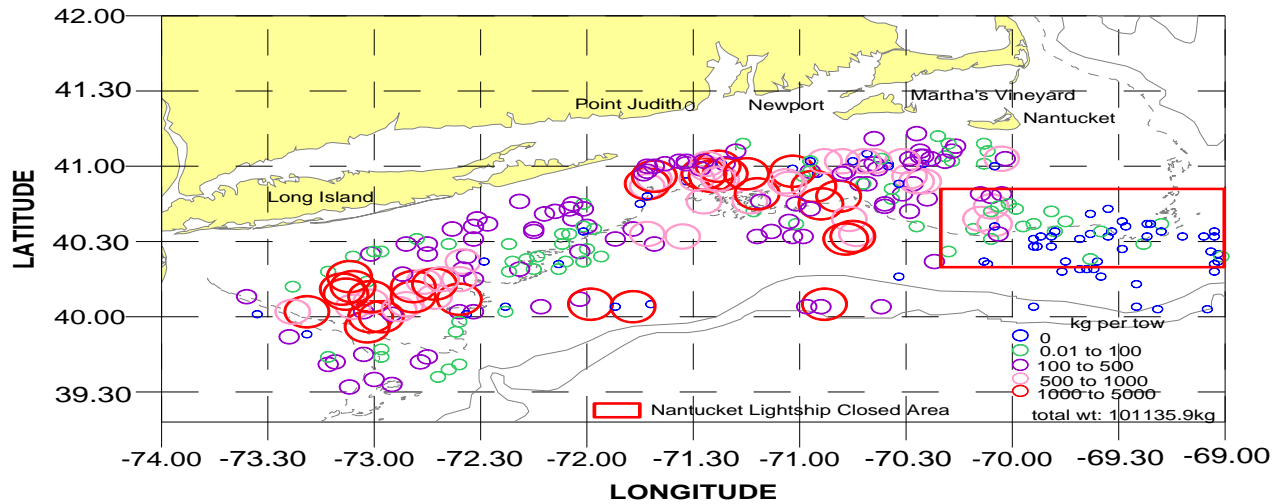 42.00
41.30
41.00
40.30
40.00
39.30
LATITUDE
Point Judith
Newport
Martha's Vineyard
Nantucket
Long Island
kg per tow
0
0.01 to 100
100 to 500
500 to 1000
1000 to 5000
total wt: 101135.9kg
Nantucket Lightship Closed Area
-74.00 -73.30 -73.00 -72.30 -72.00 -71.30 -71.00 -70.30 -70.00 -69.30 -69.00
LONGITUDE